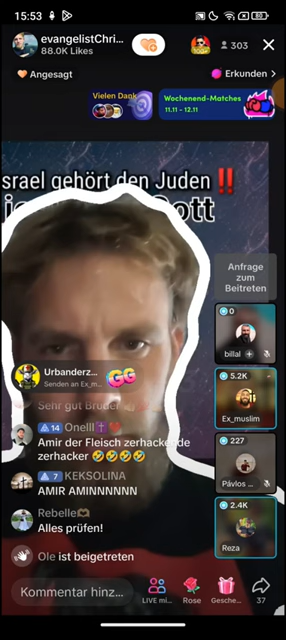 15:53
80
evangelistChri...
88.0K Likes
303
Angesagt
Erkunden >
Vielen Dank
Wochenend-Matches
11.11 - 12.11
srael gehört den Juden ‼️
ott
Anfrage
zum
Beitreten
0
billal +
Urbanderz...
Senden an Ex_m...
GG
5.2K
Ex_muslim
Sehr gut Bruder
14 Onelll✝️❤️
Amir der Fleisch zerhackende
zerhacker 🤣🤣🤣🤣
227
Pávlos ...
7 KEKSOLINA
AMIR AMINNNNNN
Rebelle🫶🏽
Alles prüfen!
2.4K
Reza
👋 Ole ist beigetreten
Kommentar hinz...
LIVE mi...
Rose
Gesche...
37